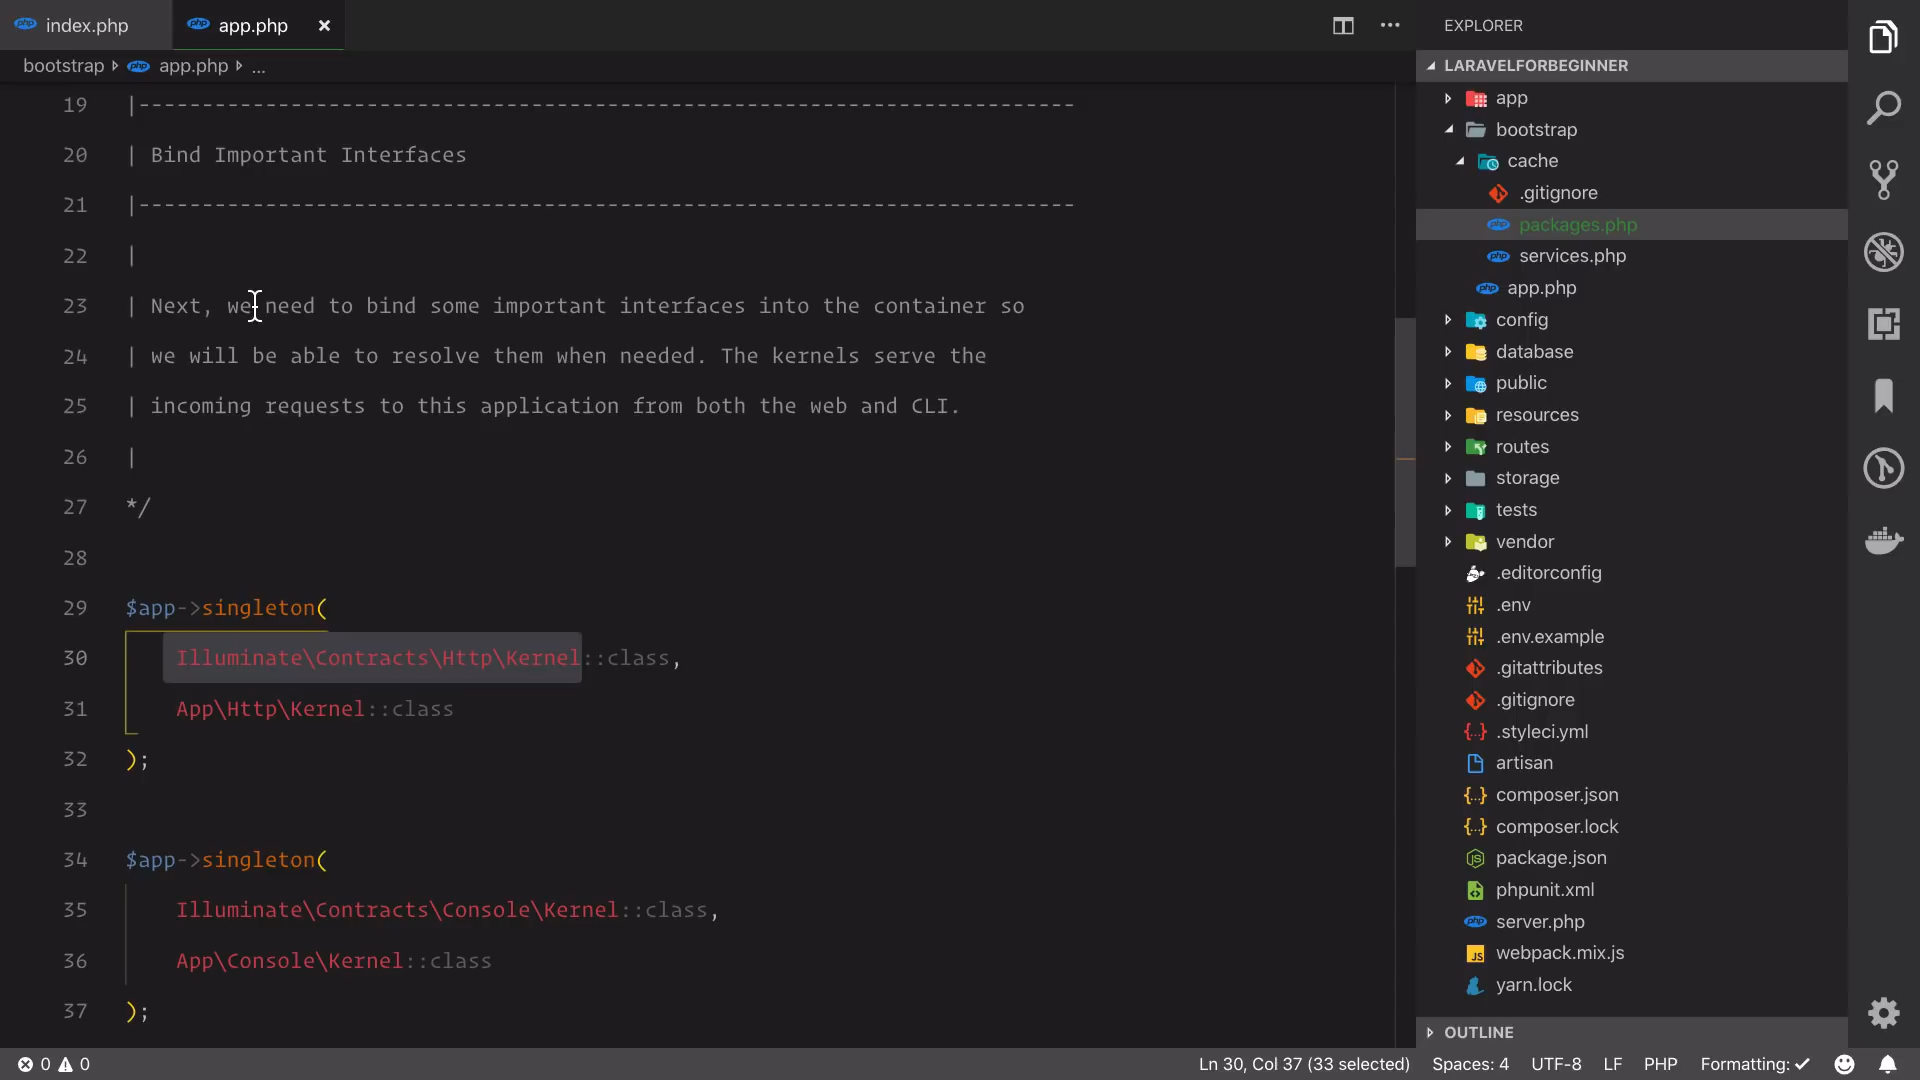 index.php
app.php
bootstrap
app.php
...
19 |--------------------------------------------------------------------------
20 | Bind Important Interfaces
21 |--------------------------------------------------------------------------
22 |
23 | Next, we need to bind some important interfaces into the container so
24 | we will be able to resolve them when needed. The kernels serve the
25 | incoming requests to this application from both the web and CLI.
26 |
27 */
28
29 $app->singleton(
30 Illuminate\Contracts\Http\Kernel::class,
31 App\Http\Kernel::class
32 );
33
34 $app->singleton(
35 Illuminate\Contracts\Console\Kernel::class,
36 App\Console\Kernel::class
37 );
EXPLORER
LARAVELFORBEGINNER
app
bootstrap
cache
.gitignore
packages.php
services.php
app.php
config
database
public
resources
routes
storage
tests
vendor
.editorconfig
.env
.env.example
.gitattributes
.gitignore
.styleci.yml
artisan
composer.json
composer.lock
package.json
phpunit.xml
server.php
webpack.mix.js
yarn.lock
OUTLINE
0 0
Ln 30, Col 37 (33 selected) Spaces: 4 UTF-8 LF PHP Formatting: ✓